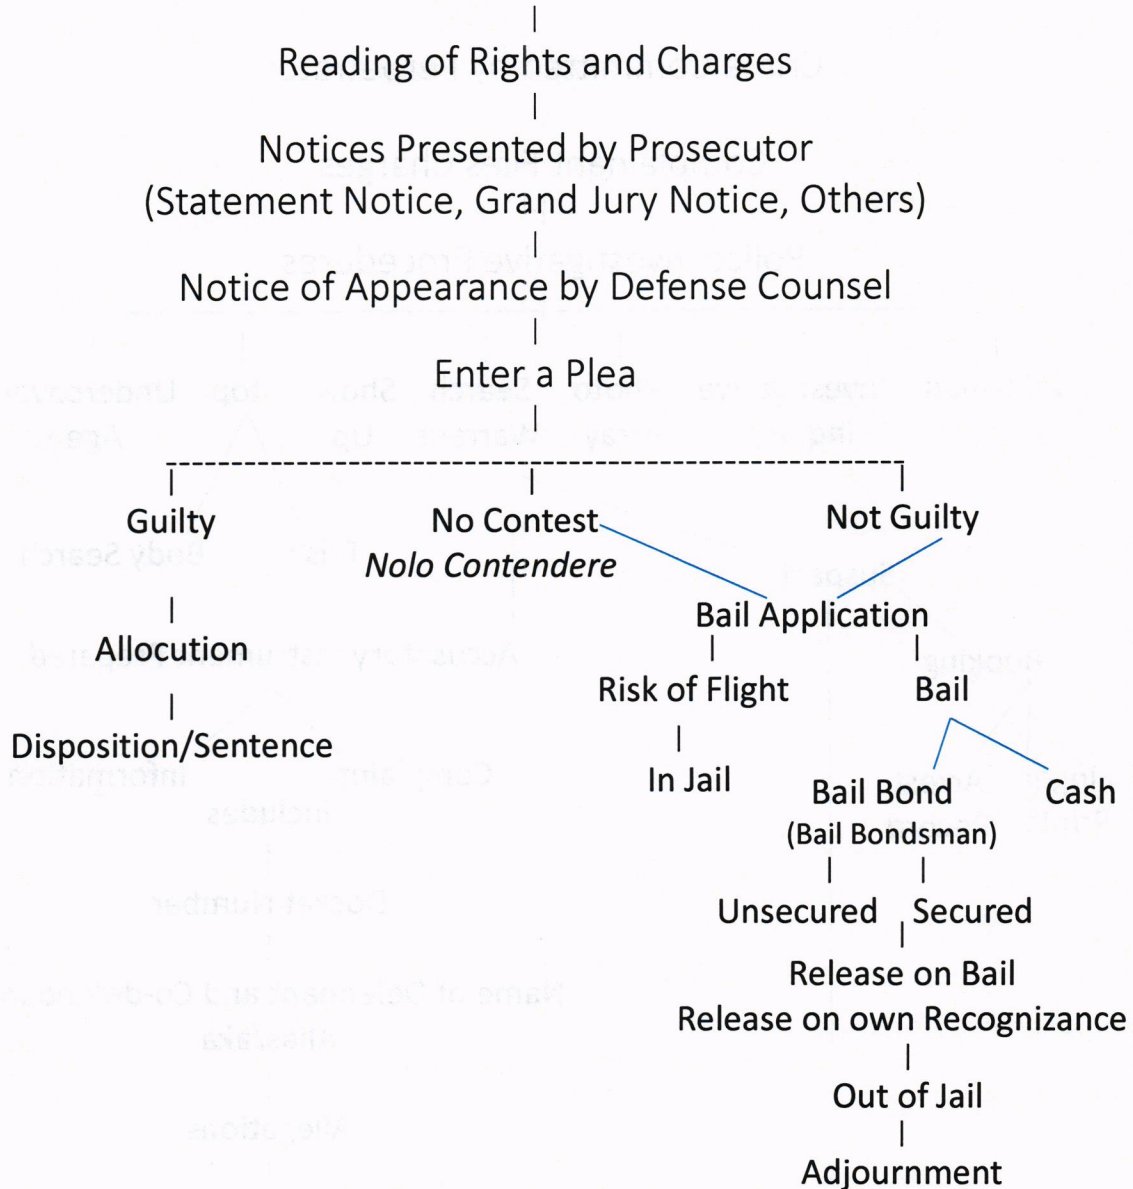 Reading of Rights and Charges
Notices Presented by Prosecutor
(Statement Notice, Grand Jury Notice, Others)
Notice of Appearance by Defense Counsel
Enter a Plea
Guilty No Contest Not Guilty
Nolo Contendere
Bail Application
Allocution
Risk of Flight Bail
Disposition/Sentence
In Jail Bail Bond Cash
(Bail Bondsman)
Unsecured Secured
Release on Bail
Release on own Recognizance
Out of Jail
Adjournment